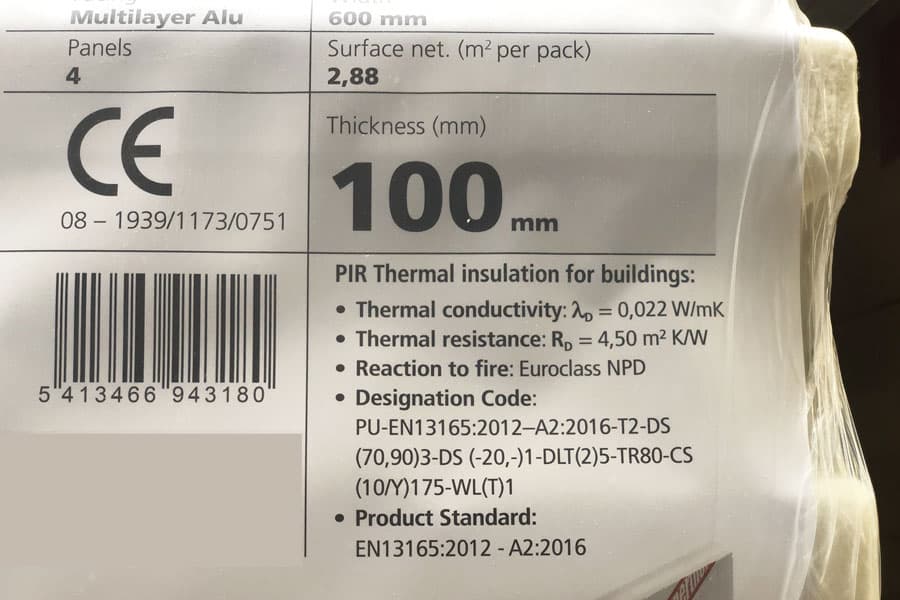 Multilayer Alu
600 mm
Panels
4
Surface net. (m² per pack)
2,88
CE
08 – 1939/1173/0751
Thickness (mm)
100 mm
5 413466 943180
PIR Thermal insulation for buildings:
• Thermal conductivity: λD = 0,022 W/mK
• Thermal resistance: RD = 4,50 m² K/W
• Reaction to fire: Euroclass NPD
• Designation Code:
PU-EN13165:2012–A2:2016-T2-DS
(70,90)3-DS (-20,-)1-DLT(2)5-TR80-CS
(10/Y)175-WL(T)1
• Product Standard:
EN13165:2012 - A2:2016